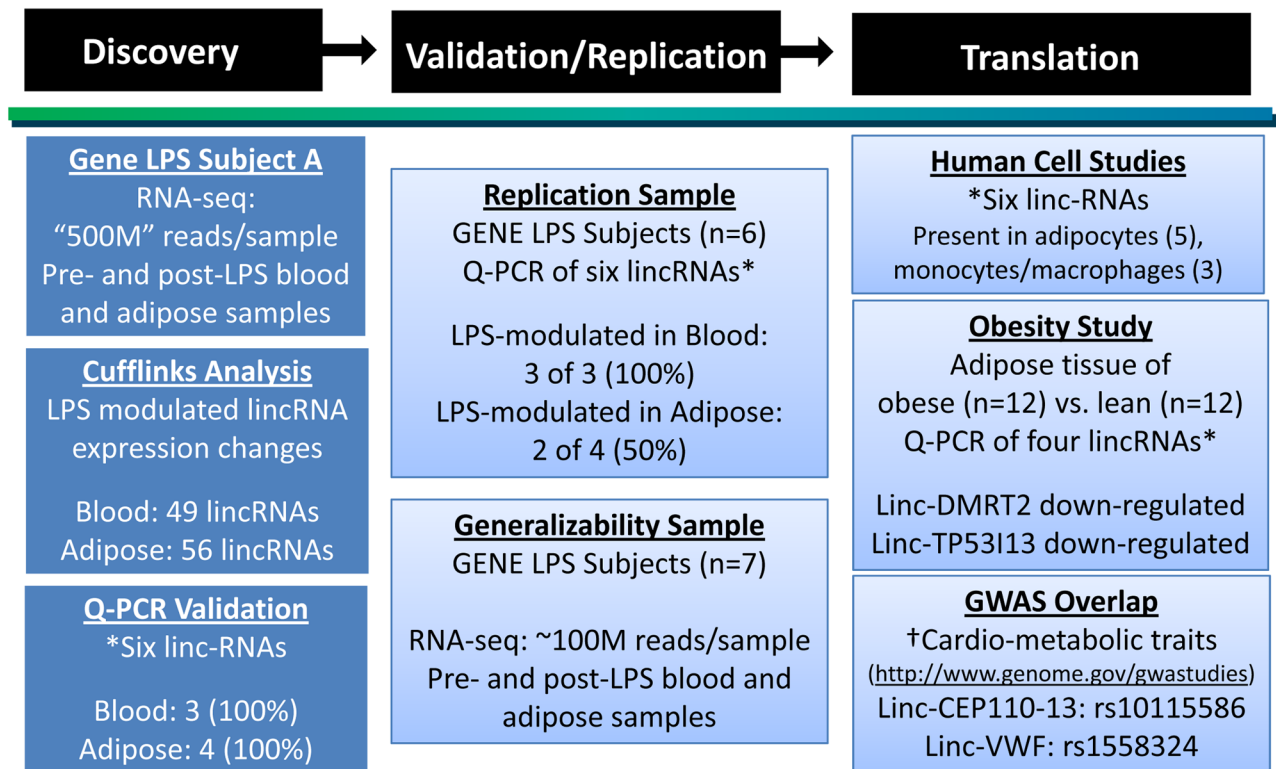 Discovery
Validation/Replication
Translation
Gene LPS Subject A
RNA-seq:
“500M” reads/sample
Pre- and post-LPS blood
and adipose samples
Cufflinks Analysis
LPS modulated lincRNA
expression changes
Blood: 49 lincRNAs
Adipose: 56 lincRNAs
Q-PCR Validation
*Six linc-RNAs
Blood: 3 (100%)
Adipose: 4 (100%)
Replication Sample
GENE LPS Subjects (n=6)
Q-PCR of six lincRNAs*
LPS-modulated in Blood:
3 of 3 (100%)
LPS-modulated in Adipose:
2 of 4 (50%)
Generalizability Sample
GENE LPS Subjects (n=7)
RNA-seq: ~100M reads/sample
Pre- and post-LPS blood and
adipose samples
Human Cell Studies
*Six linc-RNAs
Present in adipocytes (5),
monocytes/macrophages (3)
Obesity Study
Adipose tissue of
obese (n=12) vs. lean (n=12)
Q-PCR of four lincRNAs*
Linc-DMRT2 down-regulated
Linc-TP53I13 down-regulated
GWAS Overlap
†Cardio-metabolic traits
(http://www.genome.gov/gwastudies)
Linc-CEP110-13: rs10115586
Linc-VWF: rs1558324